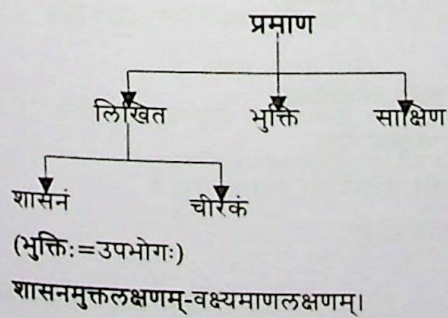 प्रमाण
लिखित भुक्ति साक्षिण
शासनं चीरकं
(भुक्तिः=उपभोगः)
शासनमुक्तलक्षणम्-वक्ष्यमाणलक्षणम्।